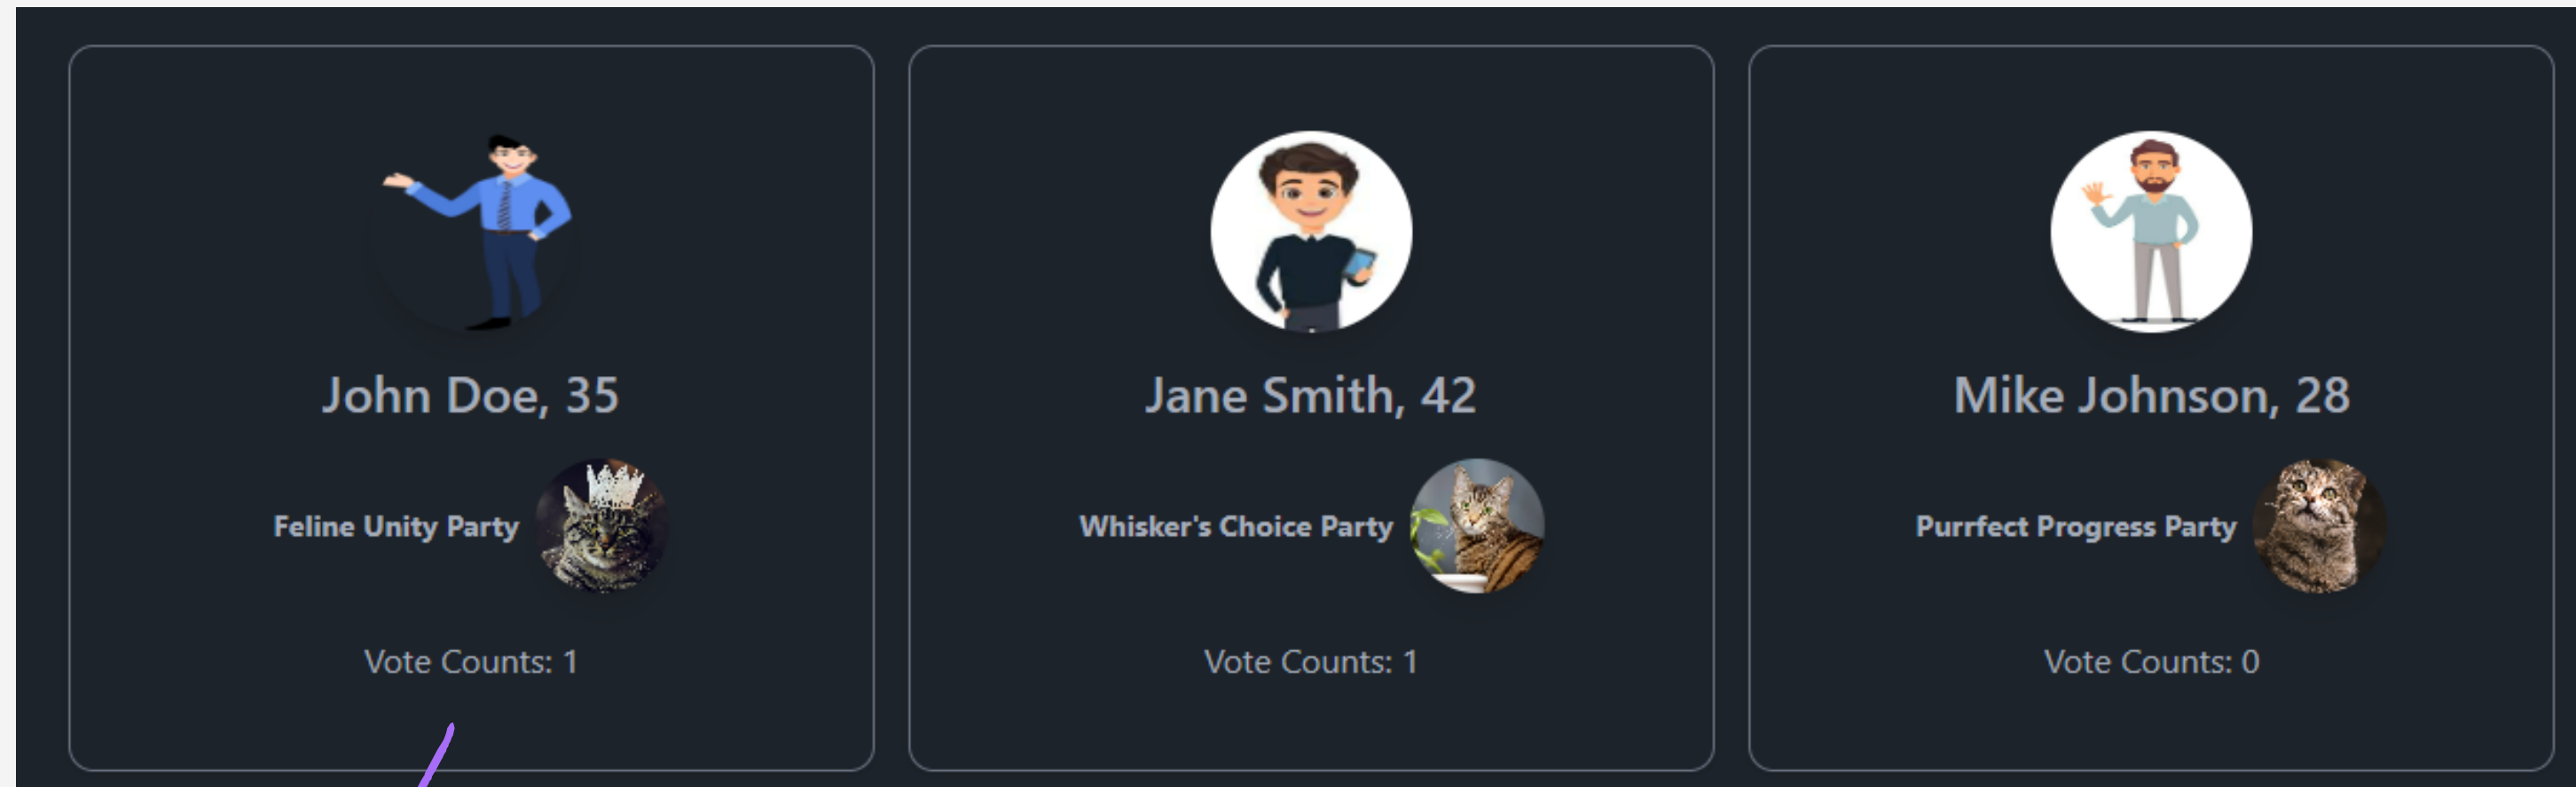 John Doe, 35
Feline Unity Party
Vote Counts: 1
Jane Smith, 42
Whisker's Choice Party
Vote Counts: 1
Mike Johnson, 28
Purrfect Progress Party
Vote Counts: 0